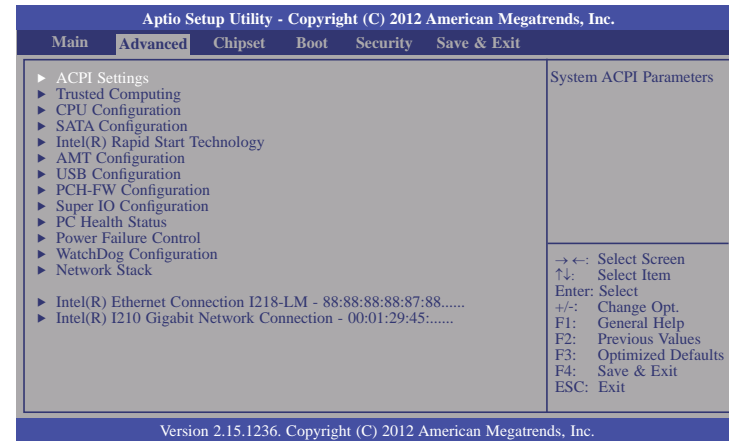 Aptio Setup Utility - Copyright (C) 2012 American Megatrends, Inc.
Main Advanced Chipset Boot Security Save & Exit
► ACPI Settings
► Trusted Computing
► CPU Configuration
► SATA Configuration
► Intel(R) Rapid Start Technology
► AMT Configuration
► USB Configuration
► PCH-FW Configuration
► Super IO Configuration
► PC Health Status
► Power Failure Control
► WatchDog Configuration
► Network Stack
► Intel(R) Ethernet Connection I218-LM - 88:88:88:88:87:88......
► Intel(R) I210 Gigabit Network Connection - 00:01:29:45:......
System ACPI Parameters
→←: Select Screen
↑↓: Select Item
Enter: Select
+/-: Change Opt.
F1: General Help
F2: Previous Values
F3: Optimized Defaults
F4: Save & Exit
ESC: Exit
Version 2.15.1236. Copyright (C) 2012 American Megatrends, Inc.